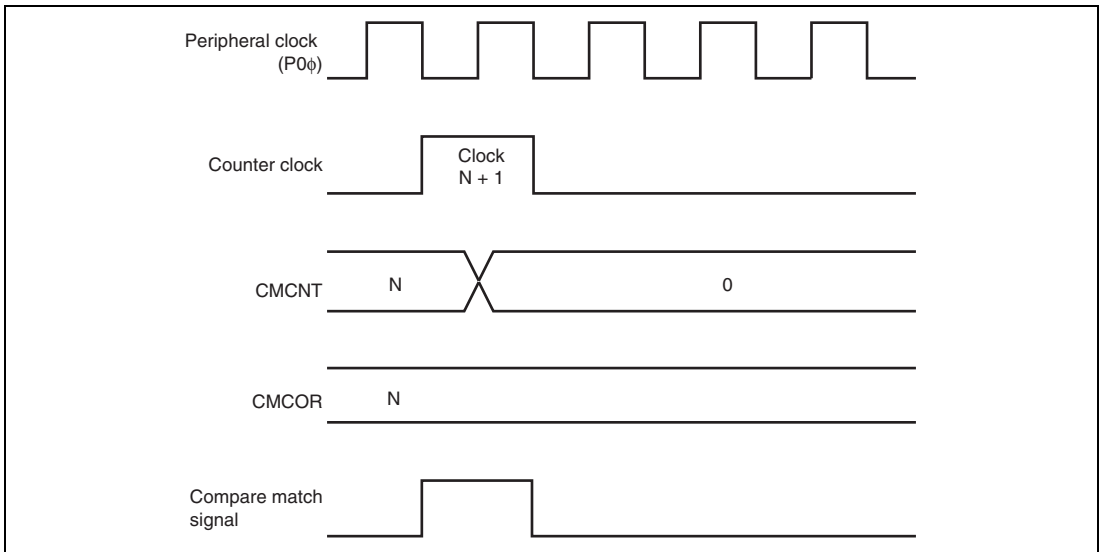 Peripheral clock
(P0ϕ)
Counter clock
Clock
N + 1
CMCNT
N
0
CMCOR
N
Compare match
signal